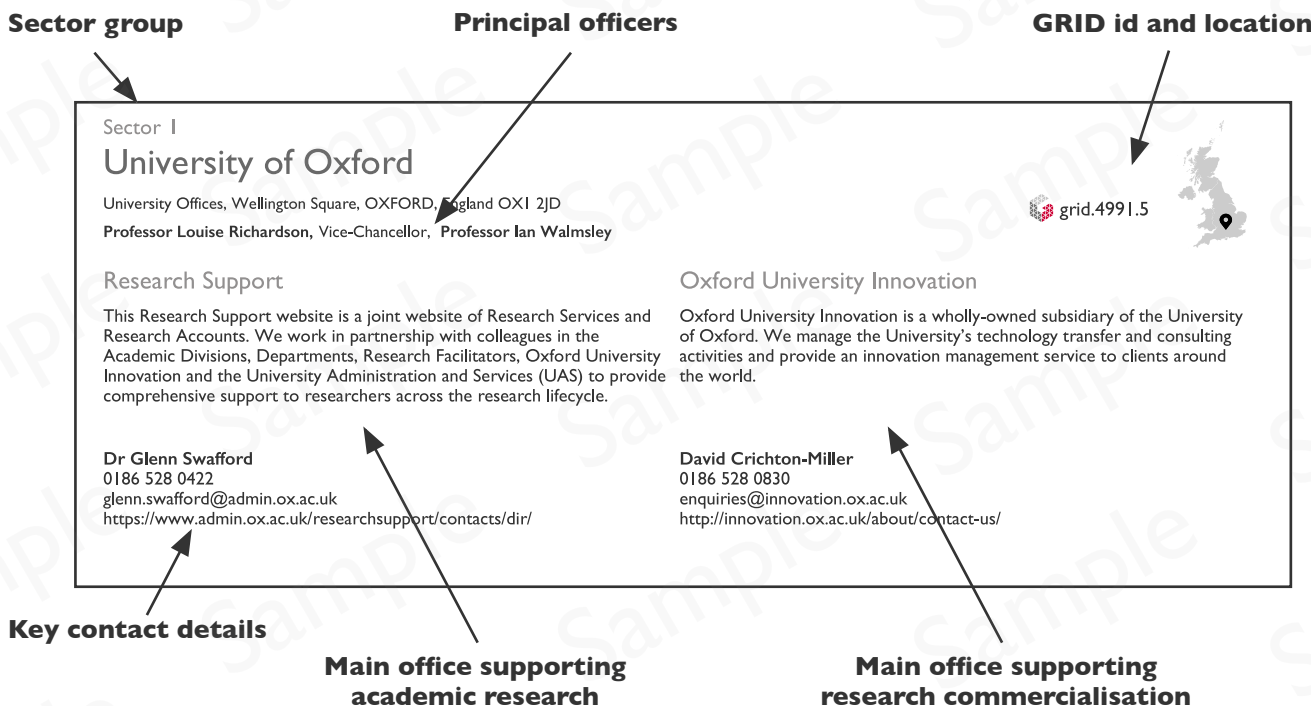 Sector group
Principal officers
GRID id and location
Sector 1
University of Oxford
University Offices, Wellington Square, OXFORD, England OX1 2JD
Professor Louise Richardson, Vice-Chancellor, Professor Ian Walmsley
grid.4991.5
Research Support
This Research Support website is a joint website of Research Services and
Research Accounts. We work in partnership with colleagues in the
Academic Divisions, Departments, Research Facilitators, Oxford University
Innovation and the University Administration and Services (UAS) to provide
comprehensive support to researchers across the research lifecycle.
Dr Glenn Swafford
0186 528 0422
glenn.swafford@admin.ox.ac.uk
https://www.admin.ox.ac.uk/researchsupport/contacts/dir/
Oxford University Innovation
Oxford University Innovation is a wholly-owned subsidiary of the University
of Oxford. We manage the University’s technology transfer and consulting
activities and provide an innovation management service to clients around
the world.
David Crichton-Miller
0186 528 0830
enquiries@innovation.ox.ac.uk
http://innovation.ox.ac.uk/about/contact-us/
Key contact details
Main office supporting
academic research
Main office supporting
research commercialisation
Sample
Sample
Sample
Sample
Sample
Sample
Sample
Sample